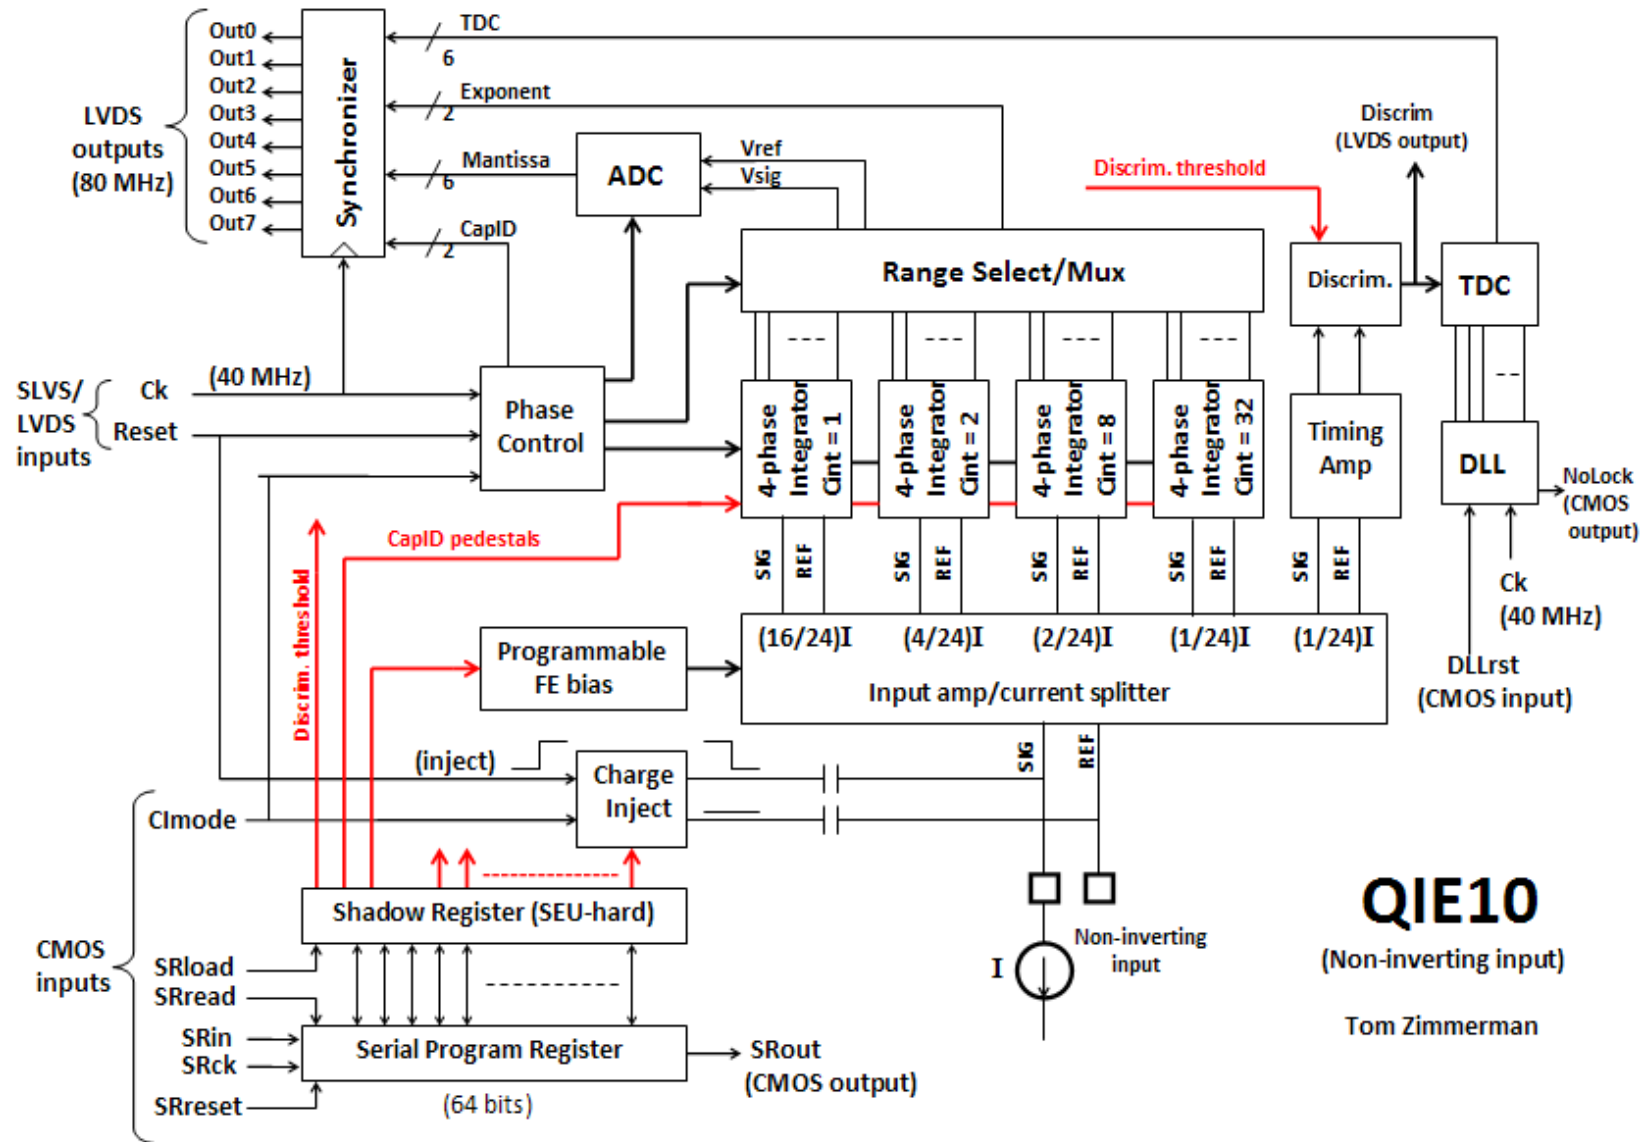 TDC
6
Out0
Out1
Out2
Out3
Out4
Out5
Out6
Out7
LVDS
outputs
(80 MHz)
Synchronizer
Exponent
2
Mantissa
6
CapID
2
ADC
Vref
Vsig
Discrim. threshold
Discrim
(LVDS output)
Range Select/Mux
Discrim.
TDC
SLVS/
LVDS
inputs
Ck
(40 MHz)
Reset
Phase
Control
4-phase
Integrator
Cint = 1
4-phase
Integrator
Cint = 2
4-phase
Integrator
Cint = 8
4-phase
Integrator
Cint = 32
Timing
Amp
DLL
NoLock
(CMOS
output)
CapID pedestals
Discrim. threshold
SIG
REF
SIG
REF
SIG
REF
SIG
REF
SIG
REF
Ck
(40 MHz)
DLLrst
(CMOS input)
Programmable
FE bias
(16/24)I
(4/24)I
(2/24)I
(1/24)I
(1/24)I
Input amp/current splitter
SIG
REF
(inject)
Charge
Inject
CImode
CMOS
inputs
Shadow Register (SEU-hard)
SRload
SRread
SRin
SRck
SRreset
Serial Program Register
(64 bits)
SRout
(CMOS output)
I
Non-inverting
input
QIE10
(Non-inverting input)
Tom Zimmerman